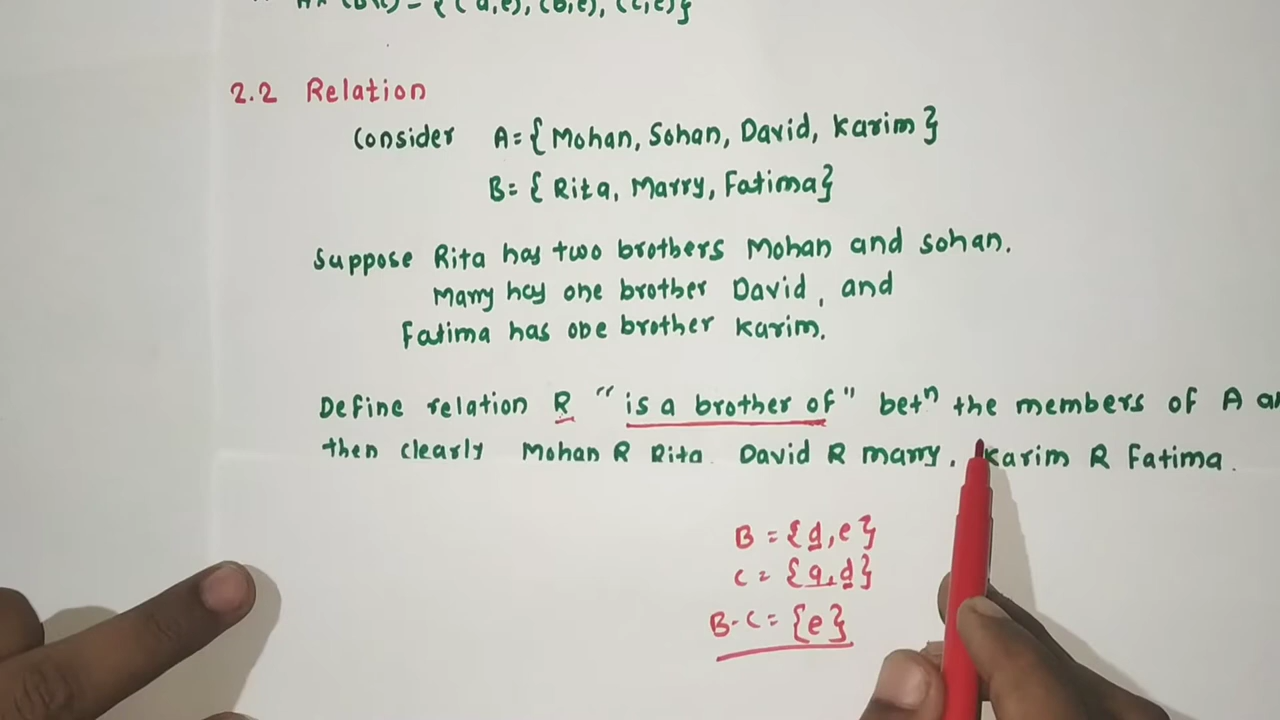 = {(a,e), (b,e), (c,e)}
2.2 Relation
Consider A={Mohan, Sohan, David, Karim}
B={Rita, Marry, Fatima}
Suppose Rita has two brothers Mohan and sohan.
Marry has one brother David, and
Fatima has one brother Karim.
Define relation R "is a brother of" betⁿ the members of A
then clearly Mohan R Rita David R marry, Karim R Fatima.
B={d,e}
C={a,d}
B-C={e}